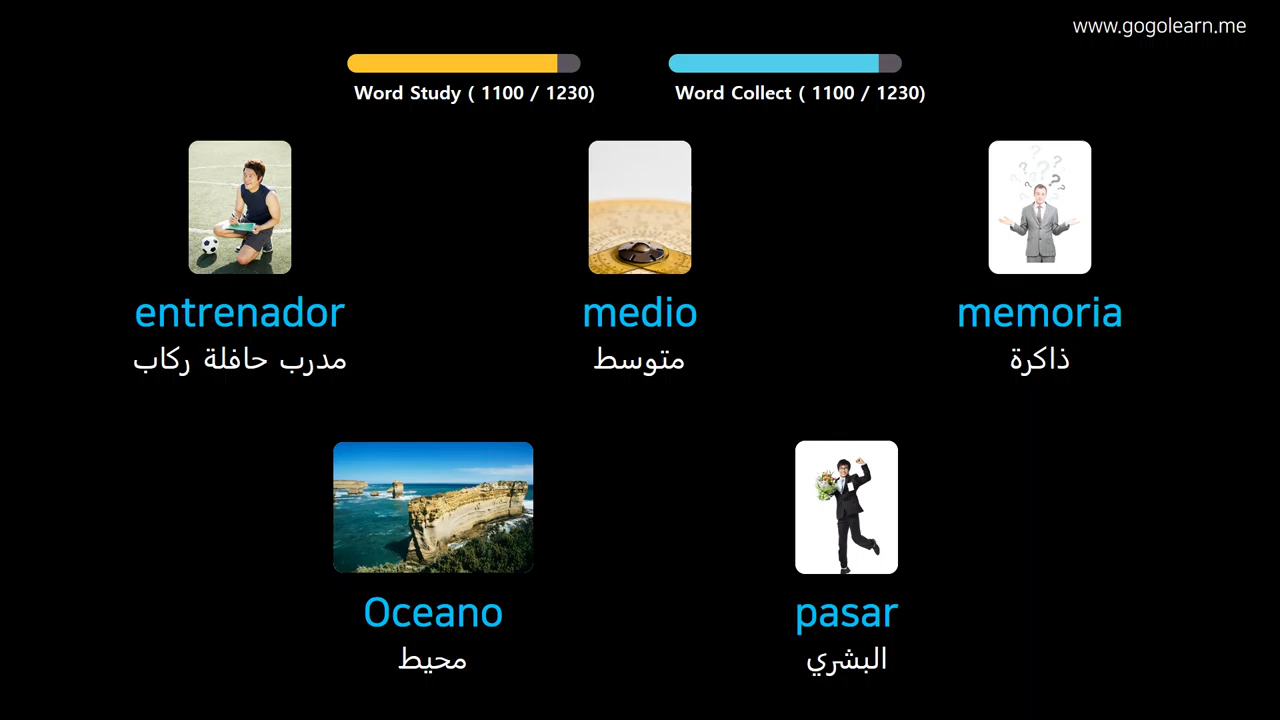 www.gogolearn.me
Word Study ( 1100 / 1230)
Word Collect ( 1100 / 1230)
entrenador
مدرب حافلة ركاب
medio
متوسط
memoria
ذاكرة
Oceano
محيط
pasar
البشري